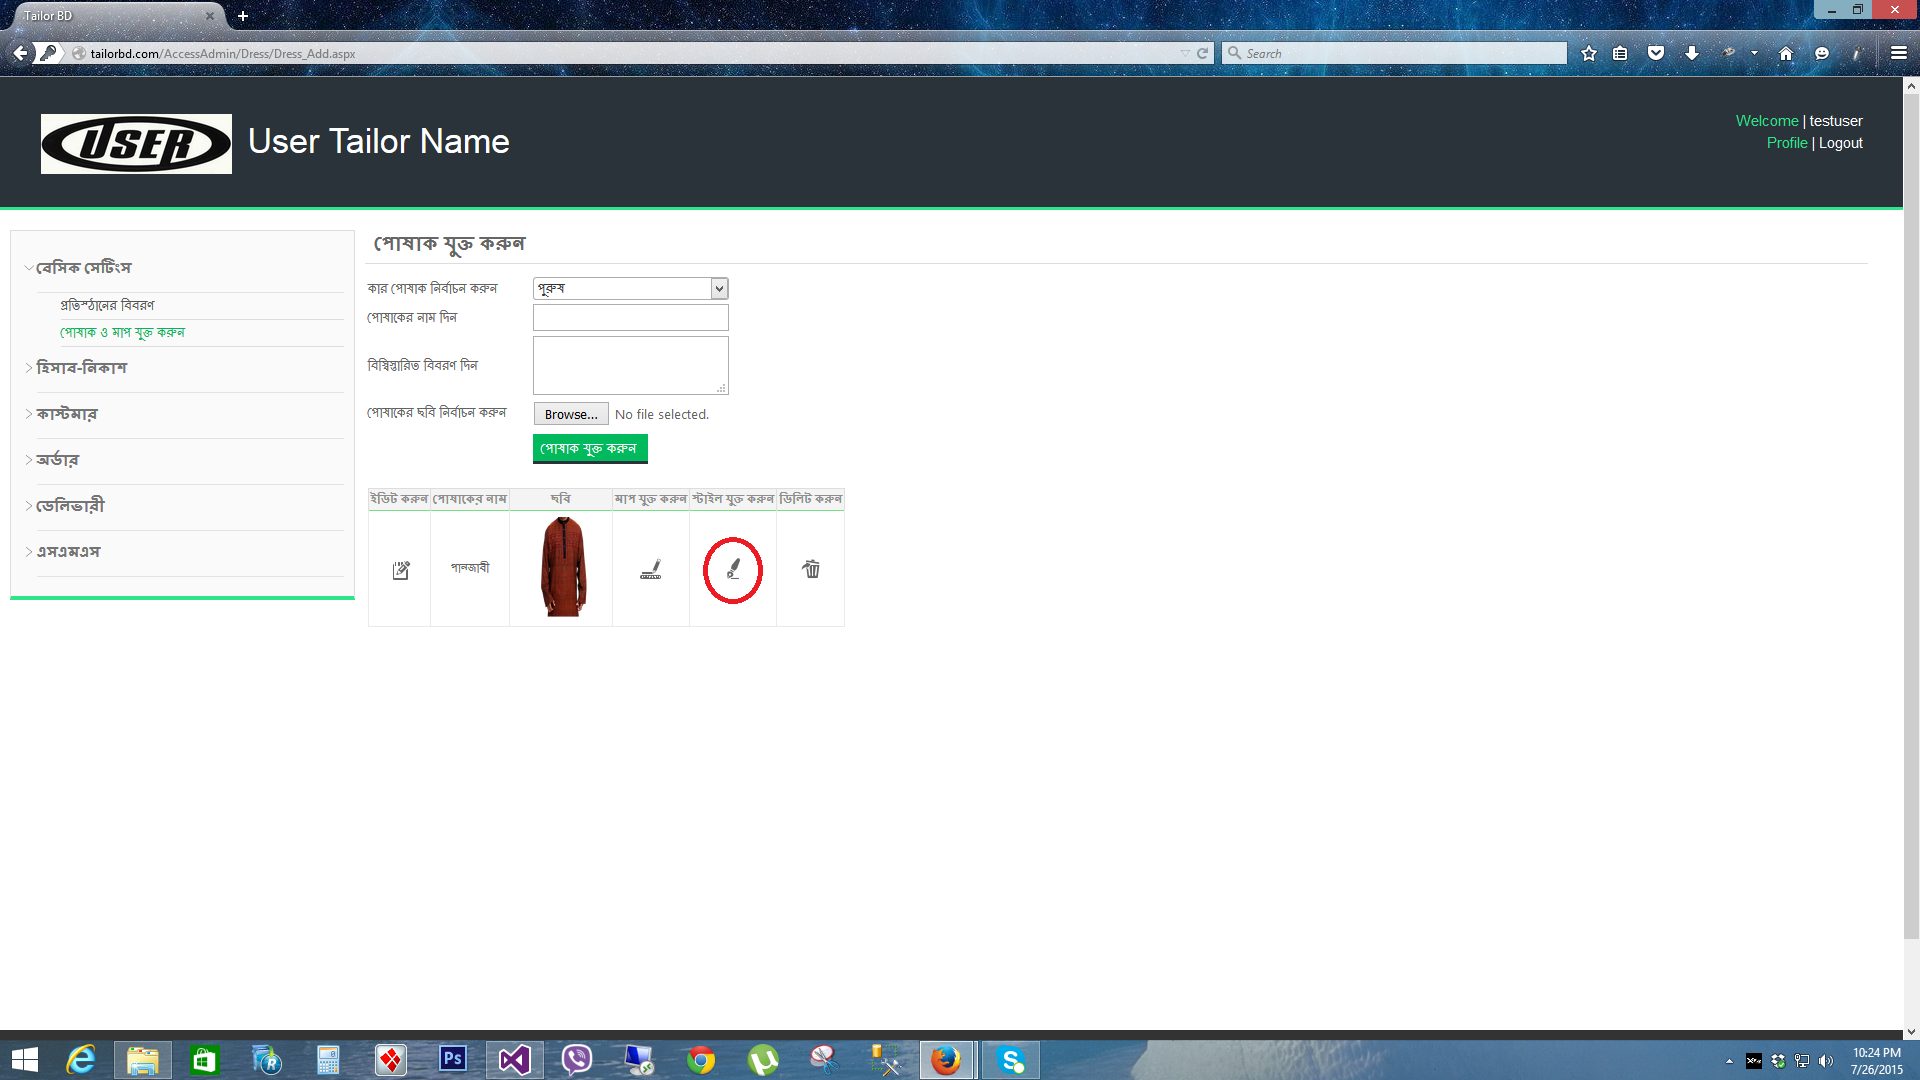 Tailor BD
tailorbd.com/AccessAdmin/Dress/Dress_Add.aspx
Search
USER
User Tailor Name
Welcome | testuser
Profile | Logout
বেসিক সেটিংস
প্রতিস্ঠানের বিবরণ
পোষাক ও মাপ যুক্ত করুন
হিসাব-নিকাশ
কাস্টমার
অর্ডার
ডেলিভারী
এসএমএস
পোষাক যুক্ত করুন
কার পোষাক নির্বাচন করুন
পুরুষ
পোষাকের নাম দিন
বিবরণ দিন
পোষাকের ছবি নির্বাচন করুন
Browse... No file selected.
পোষাক যুক্ত করুন
ইডিট করুন পোষাকের নাম ছবি মাপ যুক্ত করুন স্টাইল যুক্ত করুন ডিলিট করুন
পান্জাবী
Ps
10:24 PM
7/26/2015